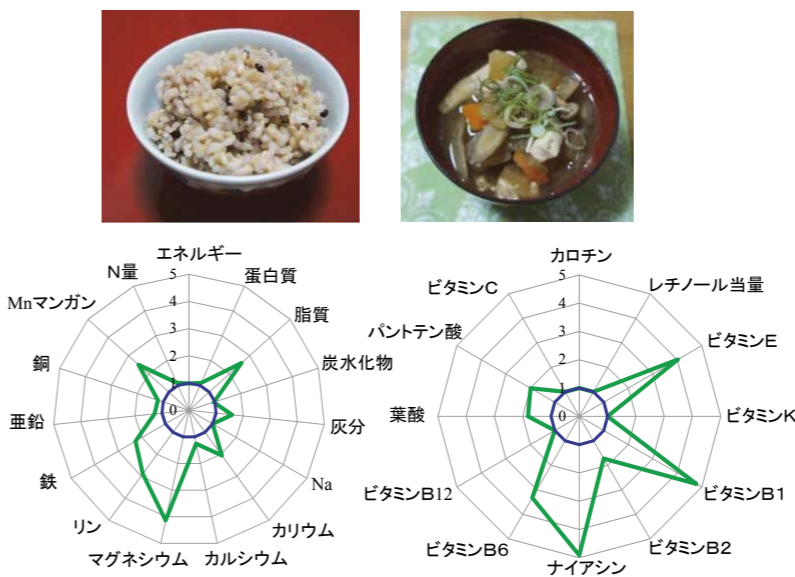 エネルギー
蛋白質
脂質
炭水化物
灰分
Na
カリウム
カルシウム
マグネシウム
リン
鉄
亜鉛
銅
Mnマンガン
N量
5
4
3
2
1
0
カロチン
レチノール当量
ビタミンE
ビタミンK
ビタミンB1
ビタミンB2
ナイアシン
ビタミンB6
ビタミンB12
葉酸
パントテン酸
ビタミンC
5
4
3
2
1
0